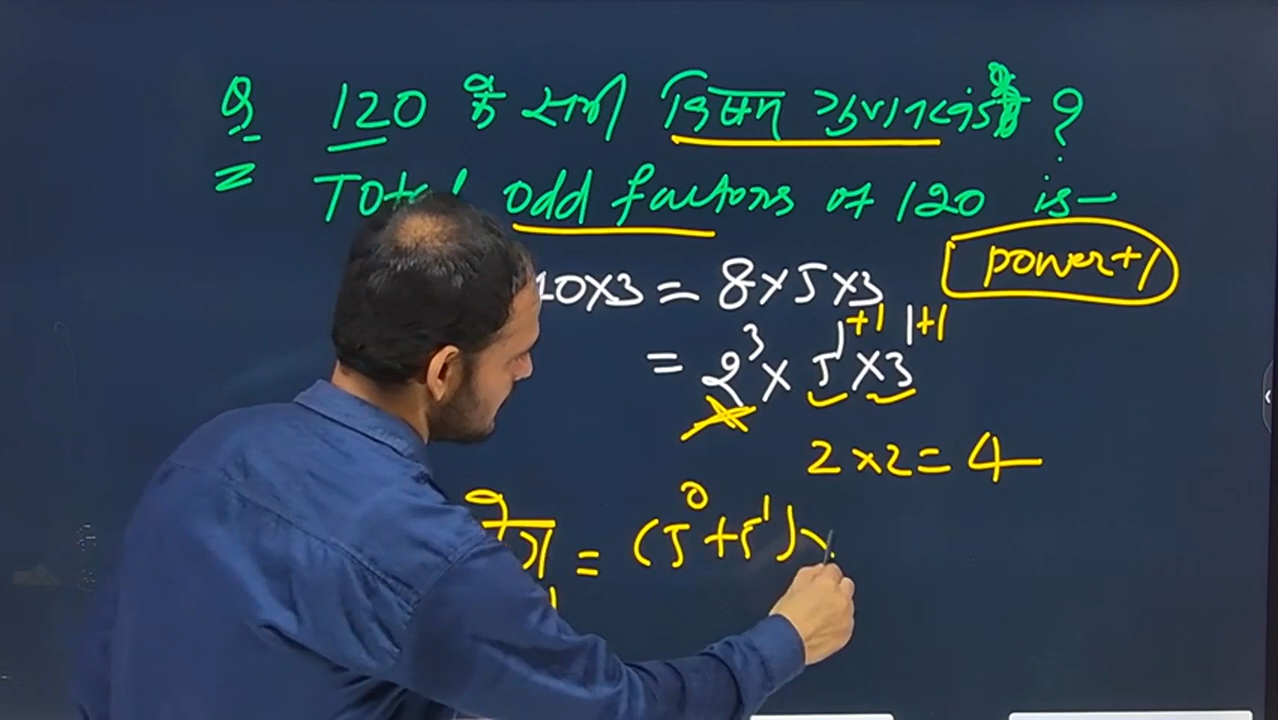 Q 120 के सभी विषम गुणनखंड ?
Total odd factors of 120 is-
power+1
10×3 = 8×5×3
= 2³ × 5¹⁺¹ × 3¹⁺¹
2×2=4
= (5⁰+5¹)×